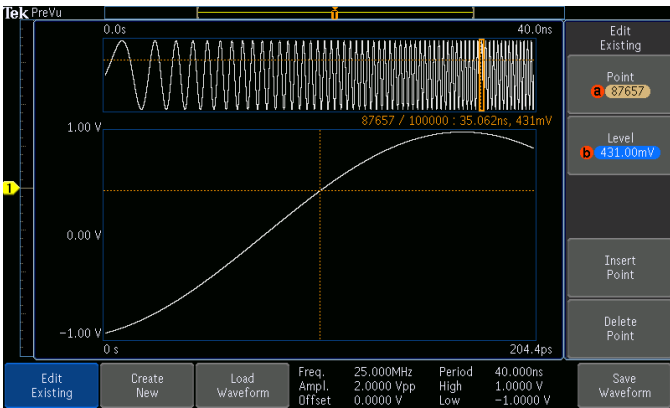 Tek PreVu
T
0.0s 40.0ns
87657 / 100000 : 35.062ns, 431mV
1.00 V
0.00 V
-1.00 V
0 s 204.4ps
1
Edit
Existing
Point
a 87657
Level
b 431.00mV
Insert
Point
Delete
Point
Edit
Existing
Create
New
Load
Waveform
Freq. 25.000MHz Period 40.000ns
Ampl. 2.0000 Vpp High 1.0000 V
Offset 0.0000 V Low -1.0000 V
Save
Waveform